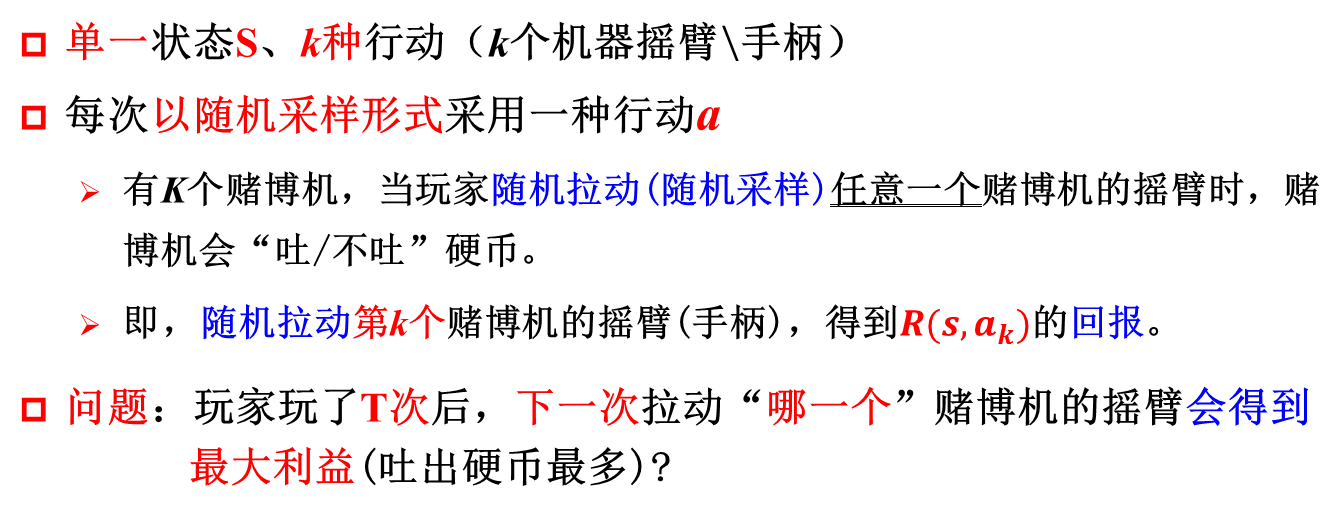 单一状态S、k种行动（k个机器摇臂\手柄）
每次以随机采样形式采用一种行动a
有K个赌博机，当玩家随机拉动(随机采样)任意一个赌博机的摇臂时，赌
博机会“吐/不吐”硬币。
即，随机拉动第k个赌博机的摇臂(手柄)，得到R(s,aₖ)的回报。
问题：玩家玩了T次后，下一次拉动“哪一个”赌博机的摇臂会得到
最大利益(吐出硬币最多)?